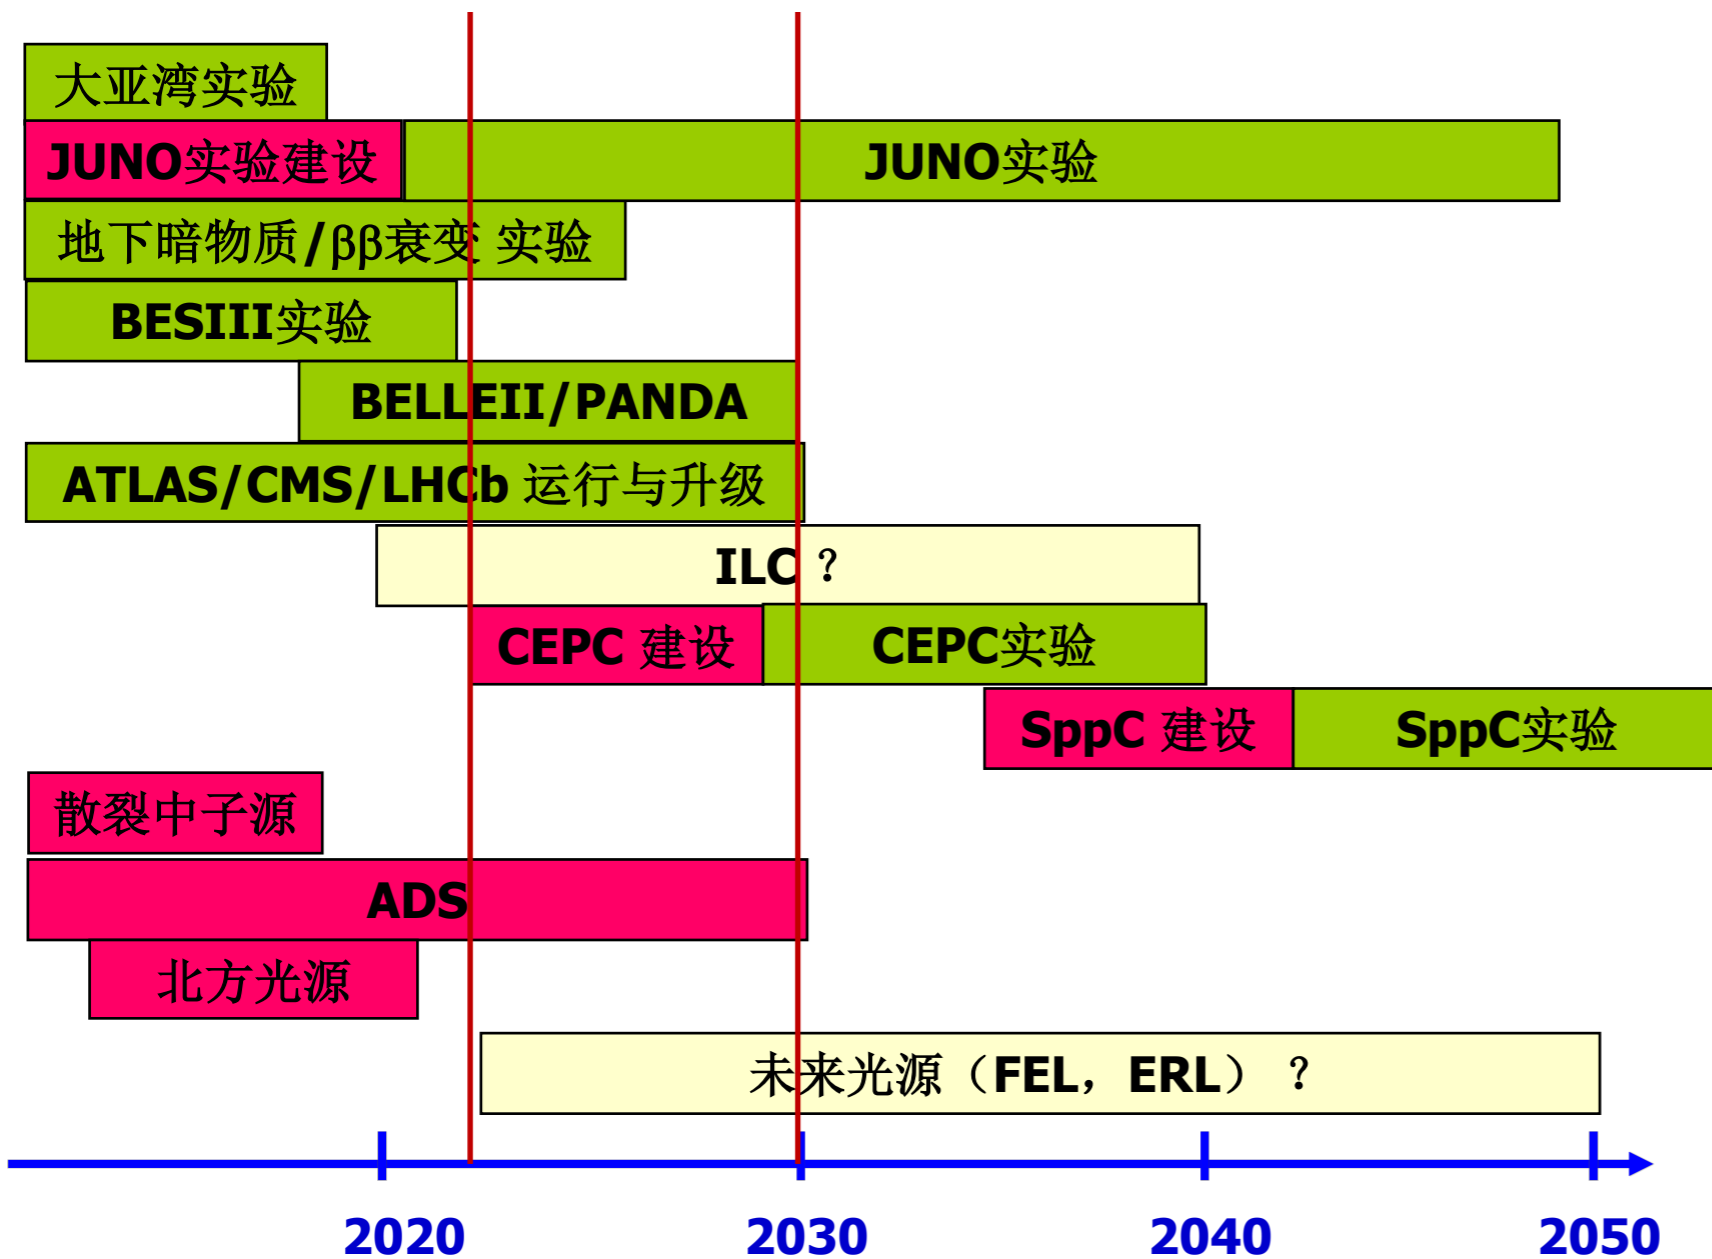 大亚湾实验
JUNO实验建设
JUNO实验
地下暗物质/ββ衰变 实验
BESIII实验
BELLEII/PANDA
ATLAS/CMS/LHCb 运行与升级
ILC ？
CEPC 建设
CEPC实验
SppC 建设
SppC实验
散裂中子源
ADS
北方光源
未来光源（FEL，ERL） ？
2020 2030 2040 2050